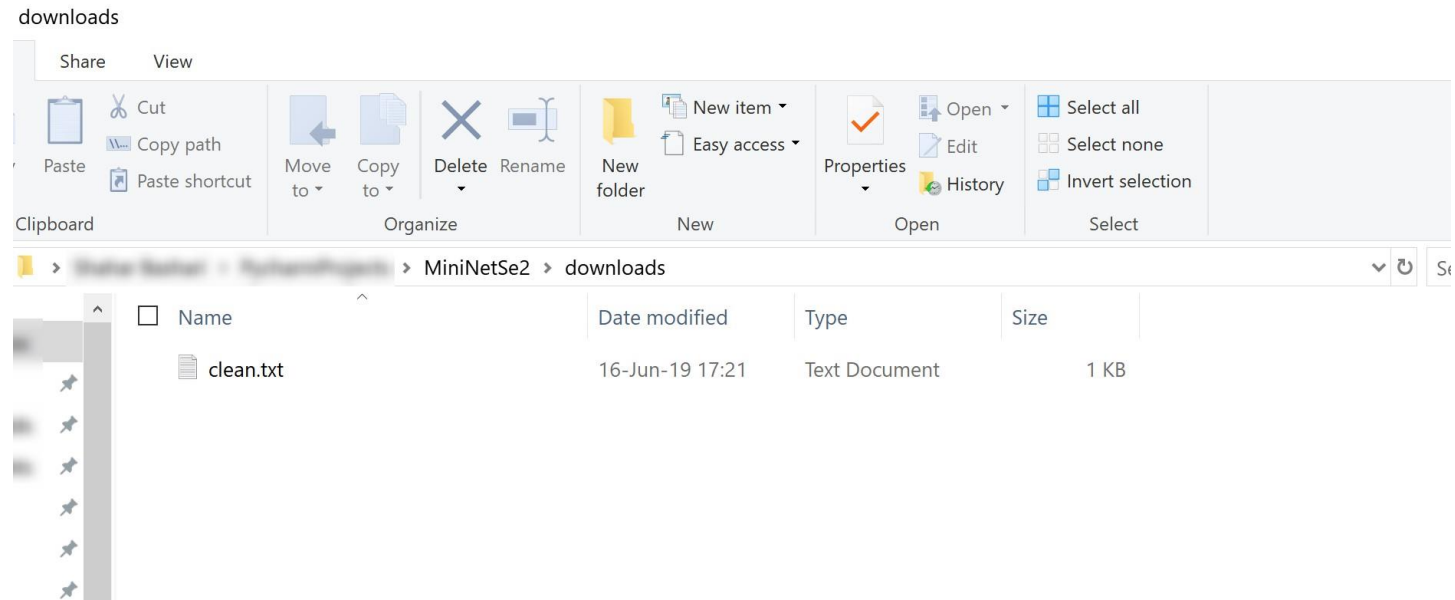 downloads
Share View
Cut
Copy path
Paste shortcut
Paste
Move to
Copy to
Delete
Rename
New folder
New item
Easy access
Properties
Open
Edit
History
Select all
Select none
Invert selection
Clipboard Organize New Open Select
MiniNetSe2 downloads
Name Date modified Type Size
clean.txt 16-Jun-19 17:21 Text Document 1 KB